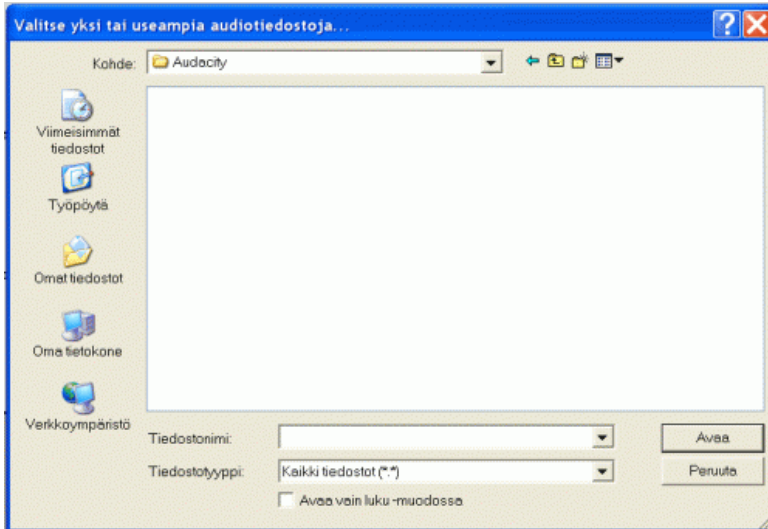 Valitse yksi tai useampia audiotiedostoja...
Kohde: Audacity
Viimeisimmät
tiedostot
Työpöytä
Omat tiedostot
Oma tietokone
Verkkoympäristö
Tiedostonimi: Avaa
Tiedostotyyppi: Kaikki tiedostot (*.*) Peruuta
Avaa vain luku -muodossa